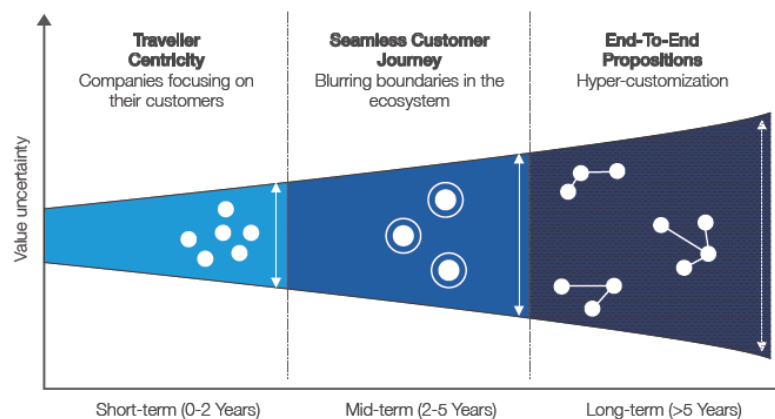 Traveller
Centricity
Companies focusing on
their customers
Seamless Customer
Journey
Blurring boundaries in the
ecosystem
End-To-End
Propositions
Hyper-customization
Value uncertainty
Short-term (0-2 Years)
Mid-term (2-5 Years)
Long-term (>5 Years)